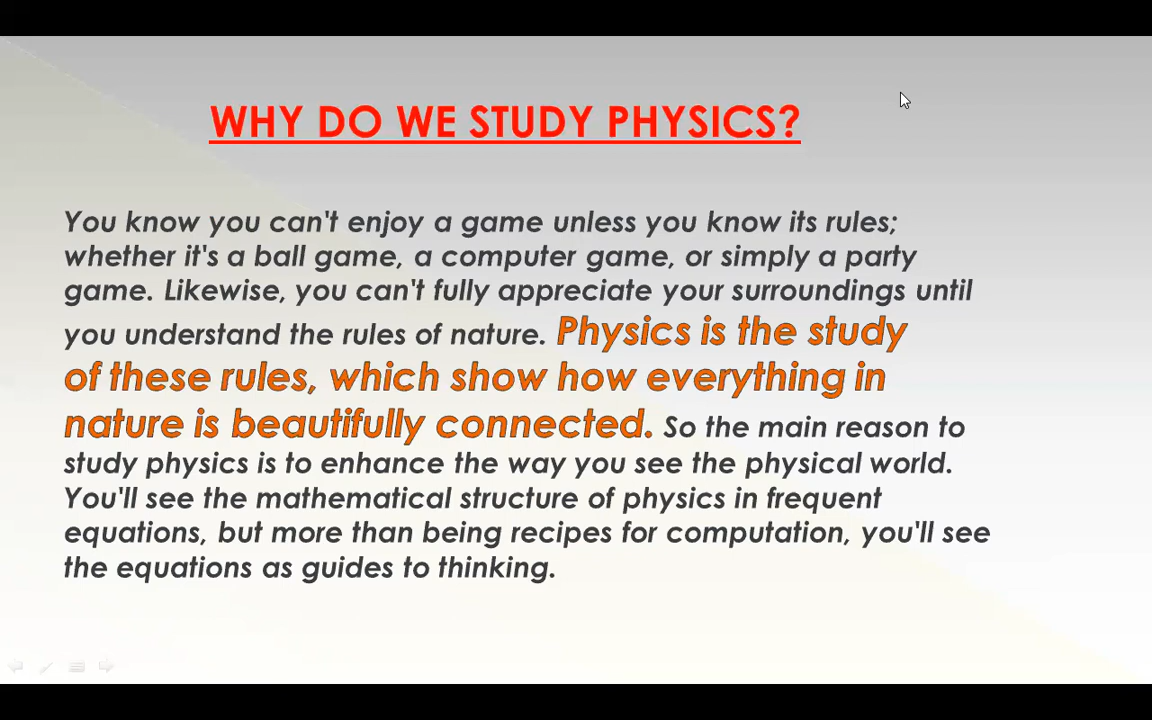 WHY DO WE STUDY PHYSICS?
You know you can't enjoy a game unless you know its rules;
whether it's a ball game, a computer game, or simply a party
game. Likewise, you can't fully appreciate your surroundings until
you understand the rules of nature. Physics is the study
of these rules, which show how everything in
nature is beautifully connected. So the main reason to
study physics is to enhance the way you see the physical world.
You'll see the mathematical structure of physics in frequent
equations, but more than being recipes for computation, you'll see
the equations as guides to thinking.